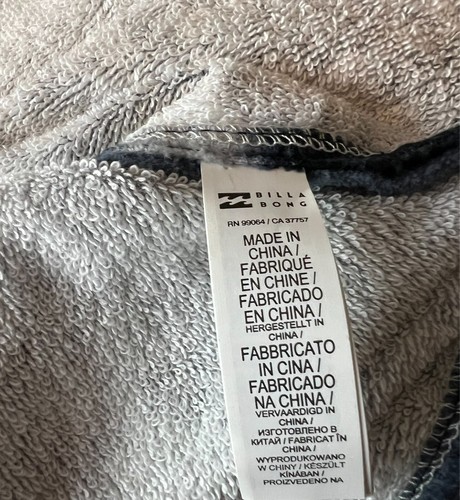 BILLA
BONG
RN 99064 / CA 37757
MADE IN
CHINA /
FABRIQUÉ
EN CHINE /
FABRICADO
EN CHINA /
HERGESTELLT IN
CHINA /
FABBRICATO
IN CINA /
FABRICADO
NA CHINA /
VERVAARDIGD IN
CHINA /
ИЗГОТОВЛЕНО В
КИТАЙ / FABRICAT ÎN
CHINA /
WYPRODUKOWANO
W CHINY / KÉSZÜLT
KÍNÁBAN /
PROIZVEDENO NA